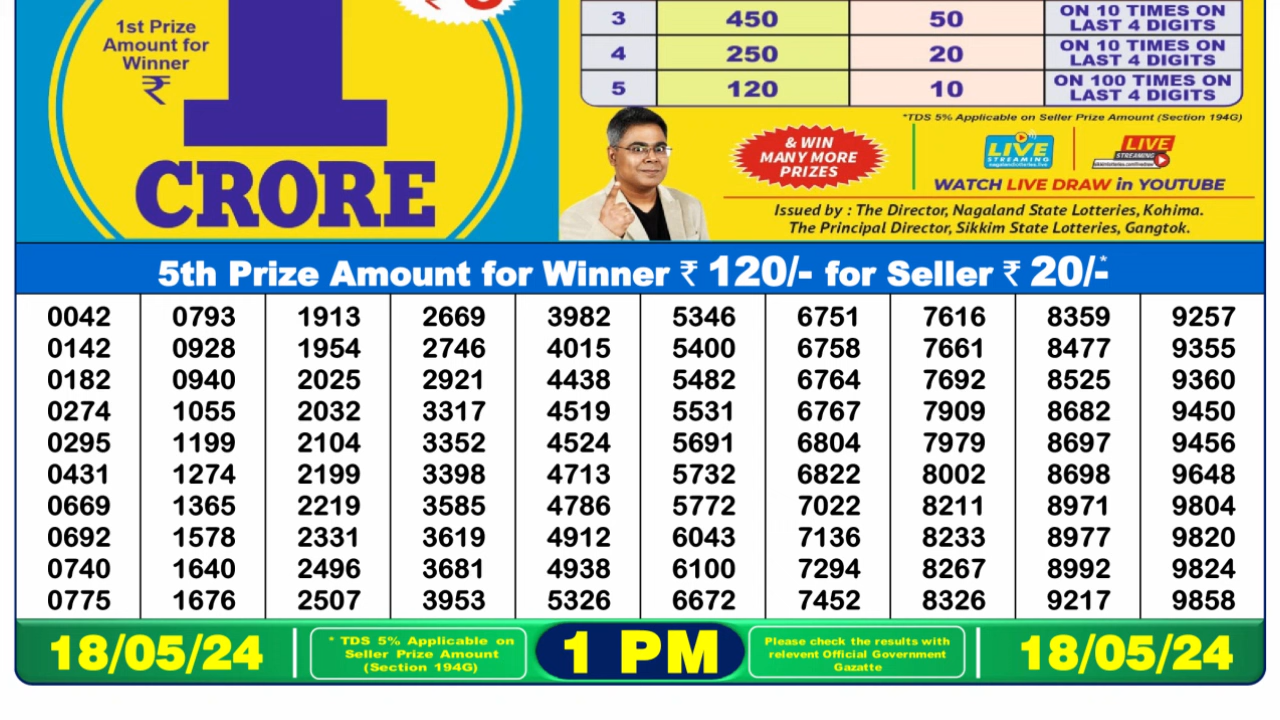 1st Prize
Amount for
Winner
₹
1
CRORE
3 450 50 ON 10 TIMES ON LAST 4 DIGITS
4 250 20 ON 10 TIMES ON LAST 4 DIGITS
5 120 10 ON 100 TIMES ON LAST 4 DIGITS
*TDS 5% Applicable on Seller Prize Amount (Section 194G)
& WIN
MANY MORE
PRIZES
LIVE
STREAMING
LIVE
STREAMING
WATCH LIVE DRAW in YOUTUBE
Issued by : The Director, Nagaland State Lotteries, Kohima.
The Principal Director, Sikkim State Lotteries, Gangtok.
5th Prize Amount for Winner ₹ 120/- for Seller ₹ 20/-*
0042 0793 1913 2669 3982 5346 6751 7616 8359 9257
0142 0928 1954 2746 4015 5400 6758 7661 8477 9355
0182 0940 2025 2921 4438 5482 6764 7692 8525 9360
0274 1055 2032 3317 4519 5531 6767 7909 8682 9450
0295 1199 2104 3352 4524 5691 6804 7979 8697 9456
0431 1274 2199 3398 4713 5732 6822 8002 8698 9648
0669 1365 2219 3585 4786 5772 7022 8211 8971 9804
0692 1578 2331 3619 4912 6043 7136 8233 8977 9820
0740 1640 2496 3681 4938 6100 7294 8267 8992 9824
0775 1676 2507 3953 5326 6672 7452 8326 9217 9858
18/05/24
* TDS 5% Applicable on
Seller Prize Amount
(Section 194G)
1 PM
Please check the results with
relevent Official Government
Gazatte
18/05/24